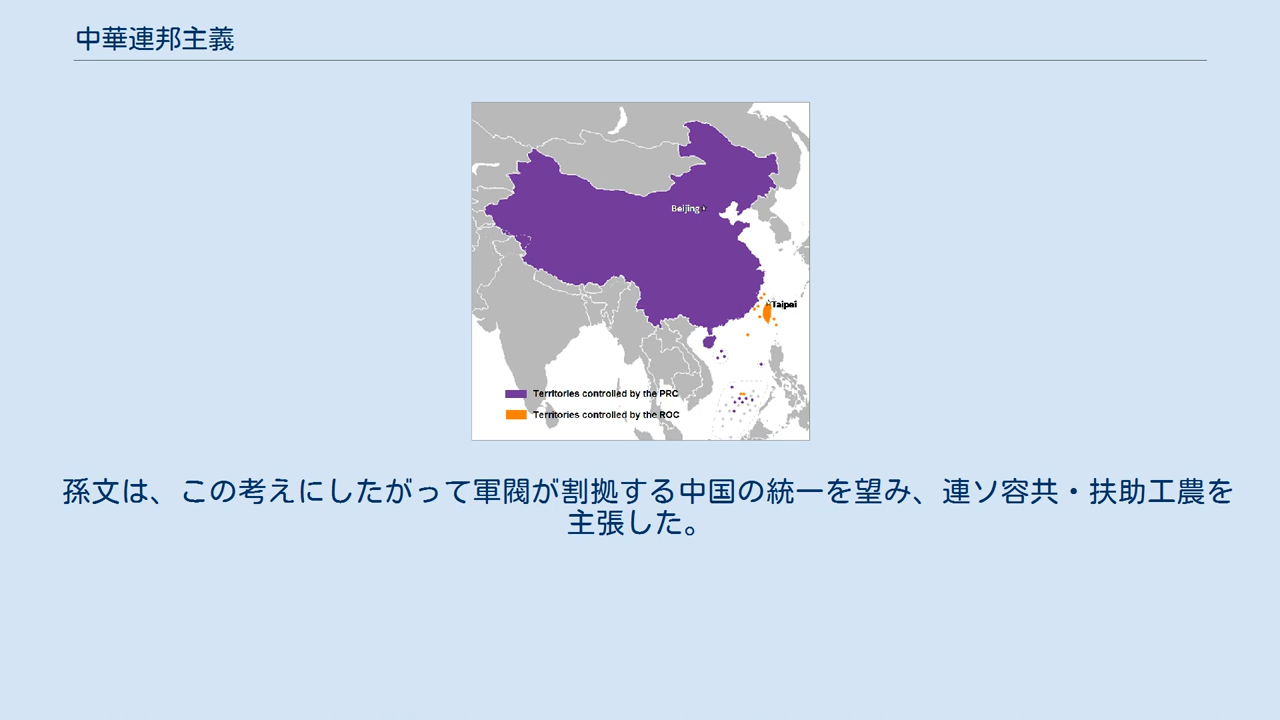 中華連邦主義
Beijing
Taipei
Territories controlled by the PRC
Territories controlled by the ROC
孫文は、この考えにしたがって軍閥が割拠する中国の統一を望み、連ソ容共・扶助工農を
主張した。